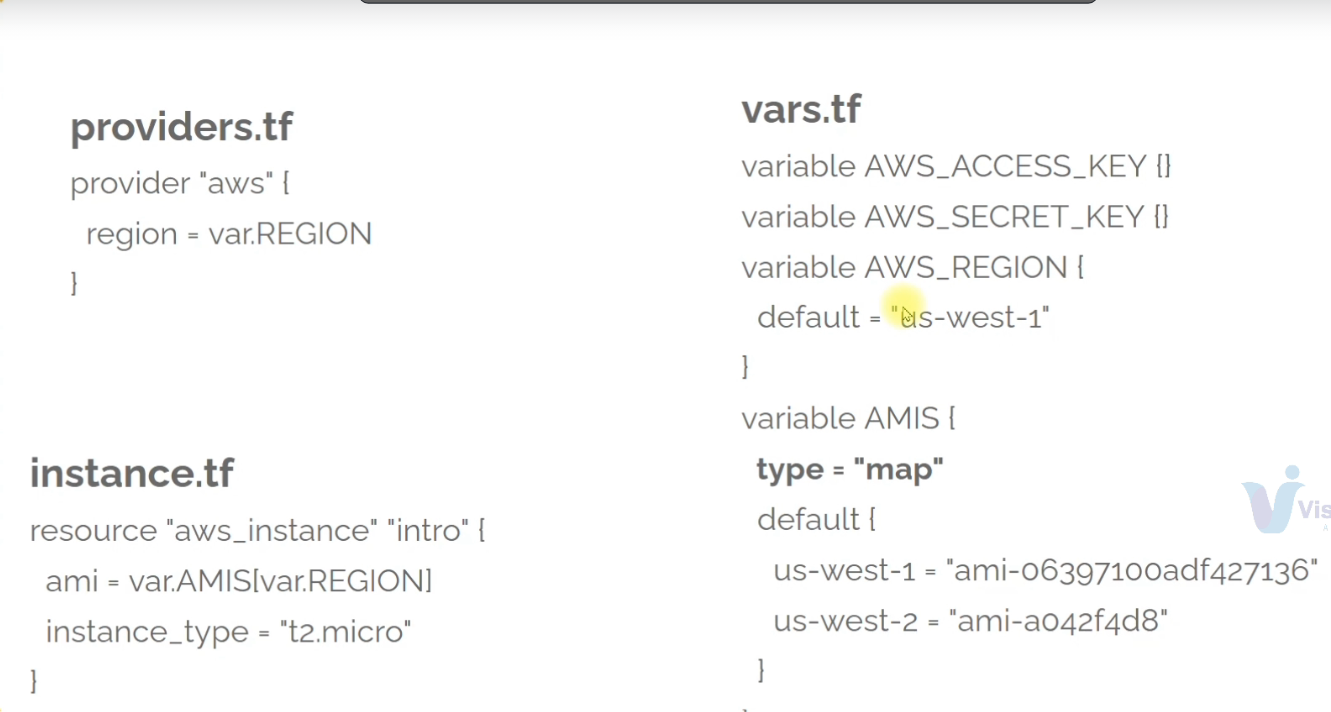 providers.tf
provider "aws" {
region = var.REGION
}
instance.tf
resource "aws_instance" "intro" {
ami = var.AMIS[var.REGION]
instance_type = "t2.micro"
}
vars.tf
variable AWS_ACCESS_KEY {}
variable AWS_SECRET_KEY {}
variable AWS_REGION {
default = "us-west-1"
}
variable AMIS {
type = "map"
default {
us-west-1 = "ami-06397100adf427136"
us-west-2 = "ami-a042f4d8"
}
Vis